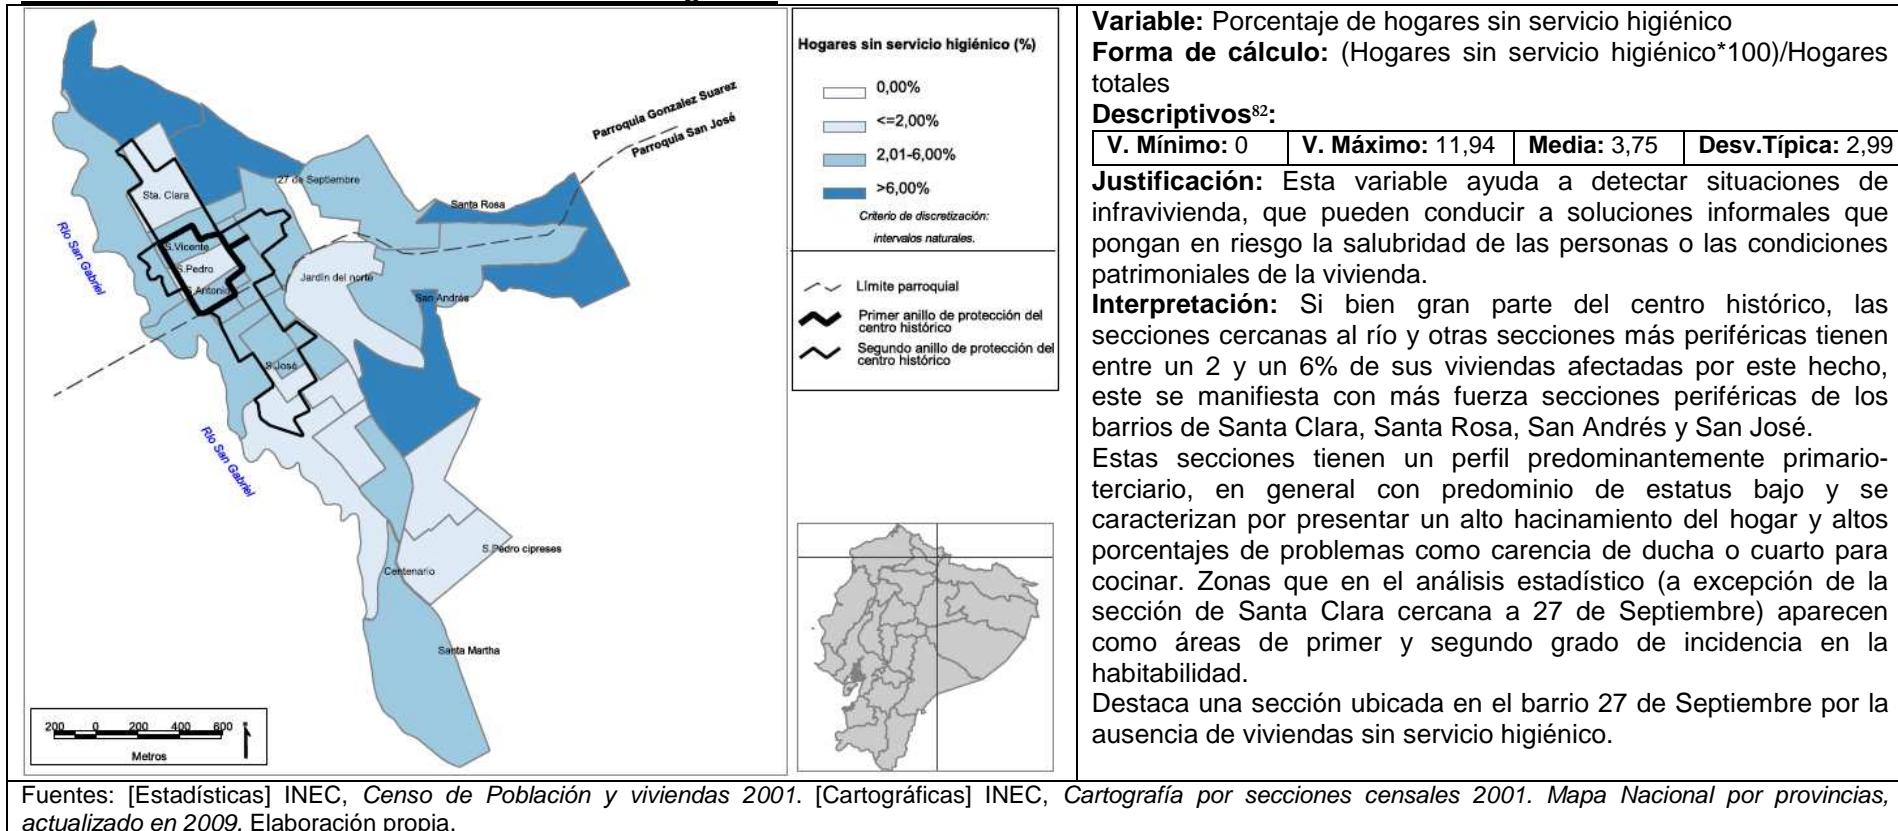 Hogares sin servicio higiénico (%)
0,00%
<=2,00%
2,01-6,00%
>6,00%
Criterio de discretización:
intervalos naturales.
Límite parroquial
Primer anillo de protección del
centro histórico
Segundo anillo de protección del
centro histórico
Parroquia Gonzalez Suarez
Parroquia San José
27 de Septiembre
Sta. Clara
Santa Rosa
S.Vicente
S.Pedro
S.Antonio
Jardín del norte
San Andrés
S.José
Río San Gabriel
Río San Gabriel
S.Pedro cipreses
Centenario
Santa Martha
200 0 200 400 600
Metros
Variable: Porcentaje de hogares sin servicio higiénico
Forma de cálculo: (Hogares sin servicio higiénico*100)/Hogares
totales
Descriptivos82:
V. Mínimo: 0 V. Máximo: 11,94 Media: 3,75 Desv.Típica: 2,99
Justificación: Esta variable ayuda a detectar situaciones de
infravivienda, que pueden conducir a soluciones informales que
pongan en riesgo la salubridad de las personas o las condiciones
patrimoniales de la vivienda.
Interpretación: Si bien gran parte del centro histórico, las
secciones cercanas al río y otras secciones más periféricas tienen
entre un 2 y un 6% de sus viviendas afectadas por este hecho,
este se manifiesta con más fuerza secciones periféricas de los
barrios de Santa Clara, Santa Rosa, San Andrés y San José.
Estas secciones tienen un perfil predominantemente primario-
terciario, en general con predominio de estatus bajo y se
caracterizan por presentar un alto hacinamiento del hogar y altos
porcentajes de problemas como carencia de ducha o cuarto para
cocinar. Zonas que en el análisis estadístico (a excepción de la
sección de Santa Clara cercana a 27 de Septiembre) aparecen
como áreas de primer y segundo grado de incidencia en la
habitabilidad.
Destaca una sección ubicada en el barrio 27 de Septiembre por la
ausencia de viviendas sin servicio higiénico.
Fuentes: [Estadísticas] INEC, Censo de Población y viviendas 2001. [Cartográficas] INEC, Cartografía por secciones censales 2001. Mapa Nacional por provincias,
actualizado en 2009. Elaboración propia.